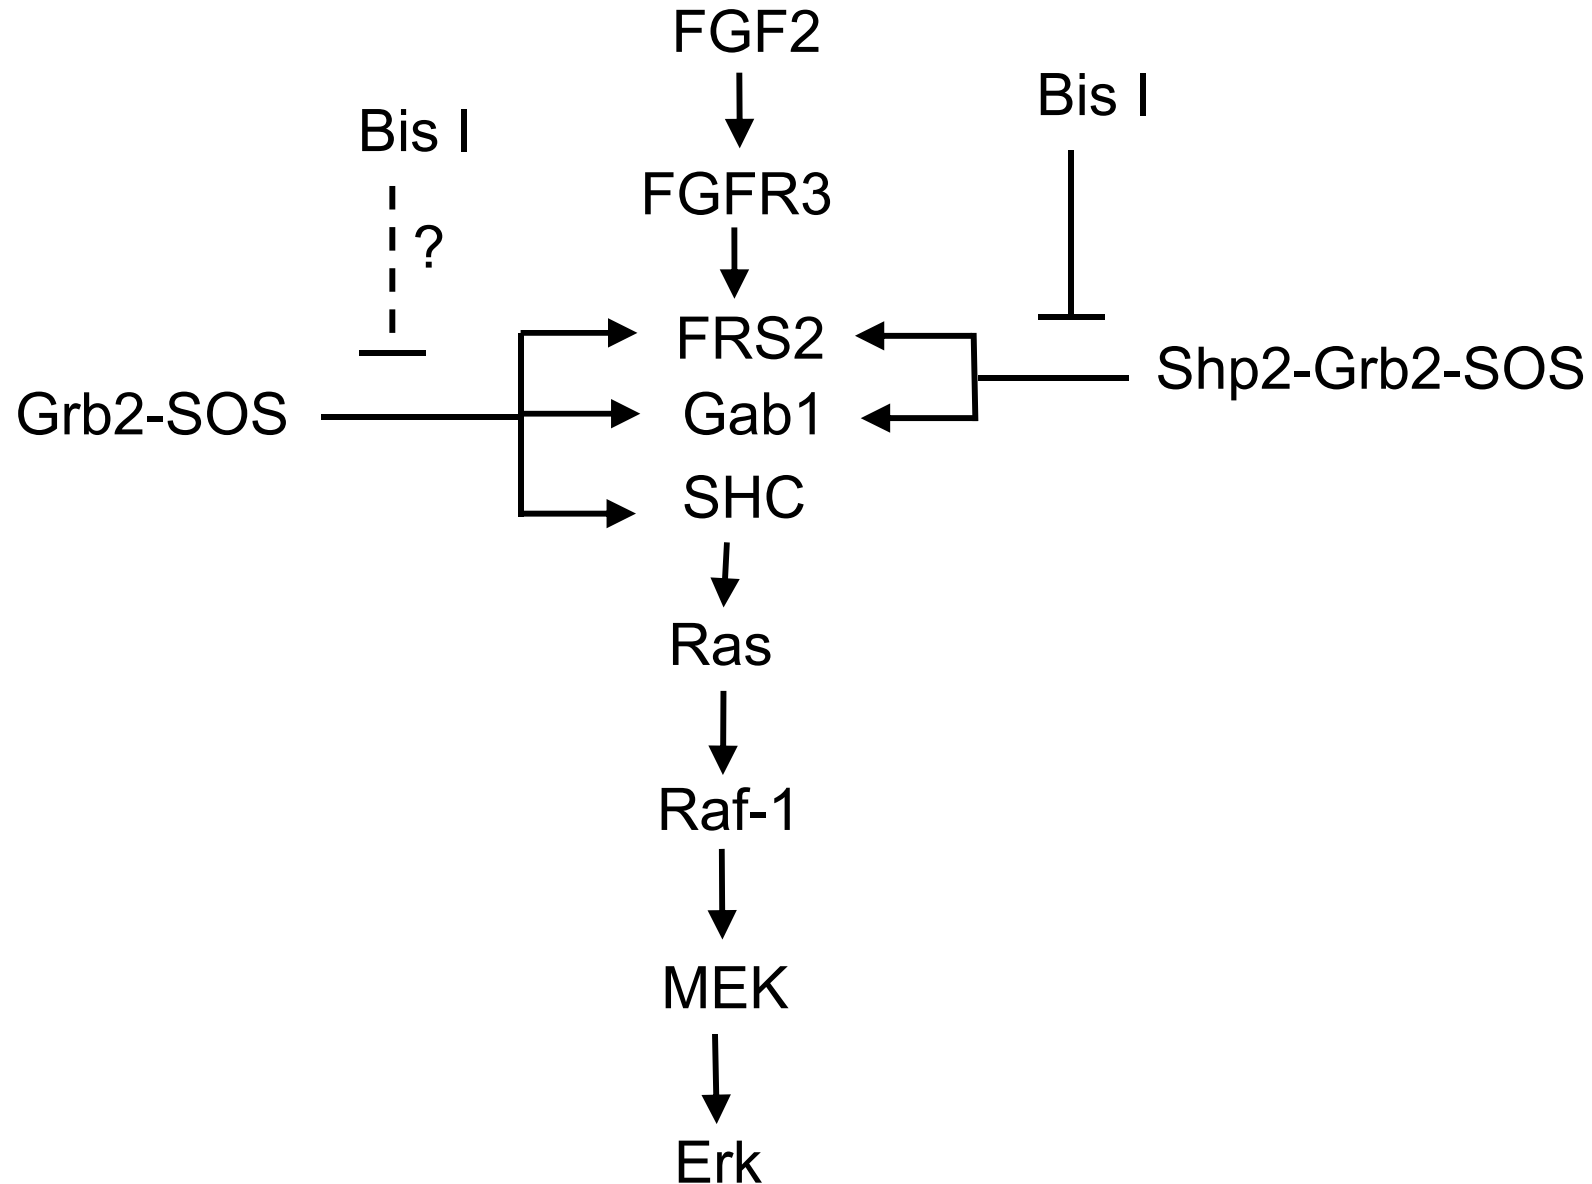 FGF2
Bis I
Bis I
?
FGFR3
FRS2
Gab1
SHC
Grb2-SOS
Shp2-Grb2-SOS
Ras
Raf-1
MEK
Erk